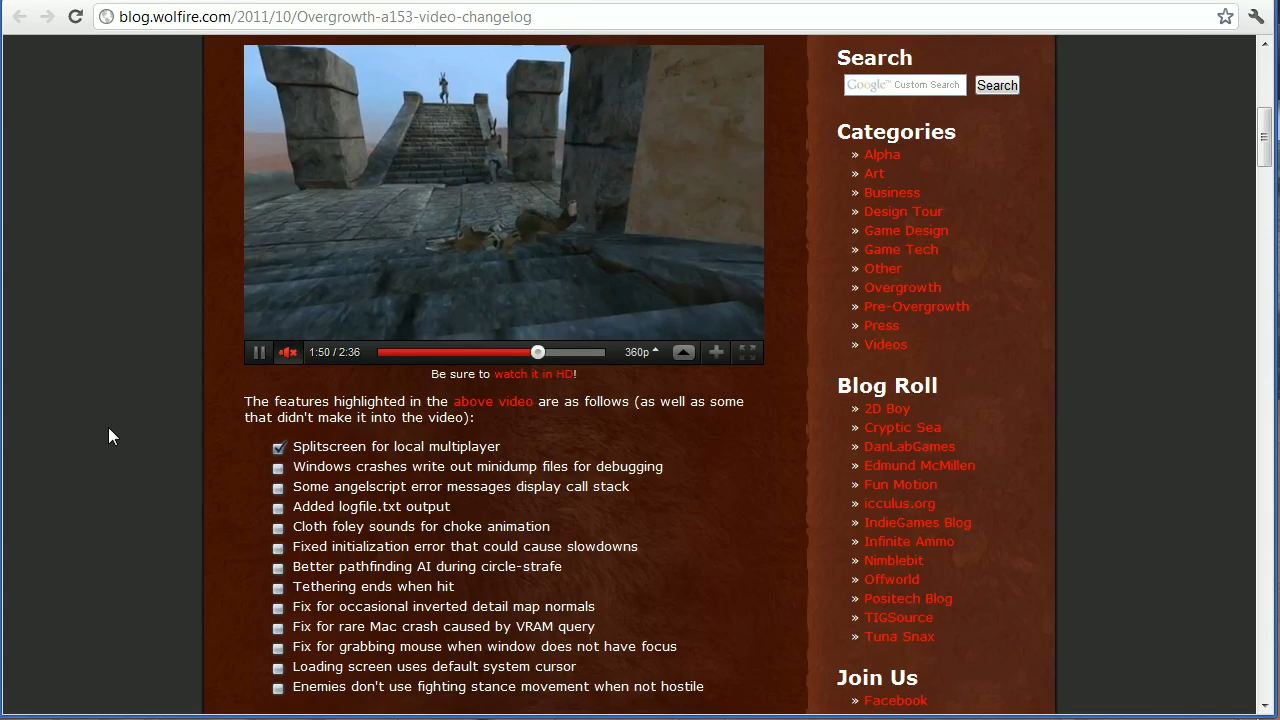 blog.wolfire.com/2011/10/Overgrowth-a153-video-changelog
1:50 / 2:36
360p
Be sure to watch it in HD!
The features highlighted in the above video are as follows (as well as some
that didn't make it into the video):
Splitscreen for local multiplayer
Windows crashes write out minidump files for debugging
Some angelscript error messages display call stack
Added logfile.txt output
Cloth foley sounds for choke animation
Fixed initialization error that could cause slowdowns
Better pathfinding AI during circle-strafe
Tethering ends when hit
Fix for occasional inverted detail map normals
Fix for rare Mac crash caused by VRAM query
Fix for grabbing mouse when window does not have focus
Loading screen uses default system cursor
Enemies don't use fighting stance movement when not hostile
Search
Google™ Custom Search Search
Categories
» Alpha
» Art
» Business
» Design Tour
» Game Design
» Game Tech
» Other
» Overgrowth
» Pre-Overgrowth
» Press
» Videos
Blog Roll
» 2D Boy
» Cryptic Sea
» DanLabGames
» Edmund McMillen
» Fun Motion
» icculus.org
» IndieGames Blog
» Infinite Ammo
» Nimblebit
» Offworld
» Positech Blog
» TIGSource
» Tuna Snax
Join Us
» Facebook